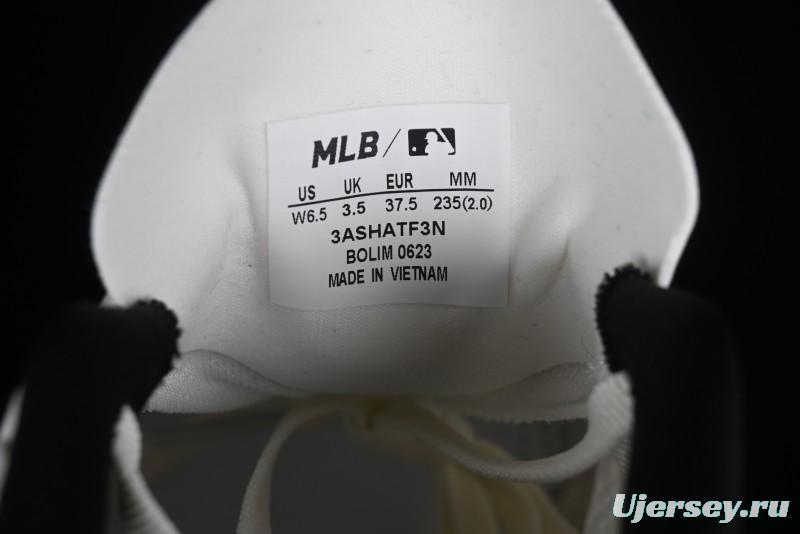 MLB
US UK EUR MM
W6.5 3.5 37.5 235(2.0)
3ASHATF3N
BOLIM 0623
MADE IN VIETNAM
Ujersey.ru